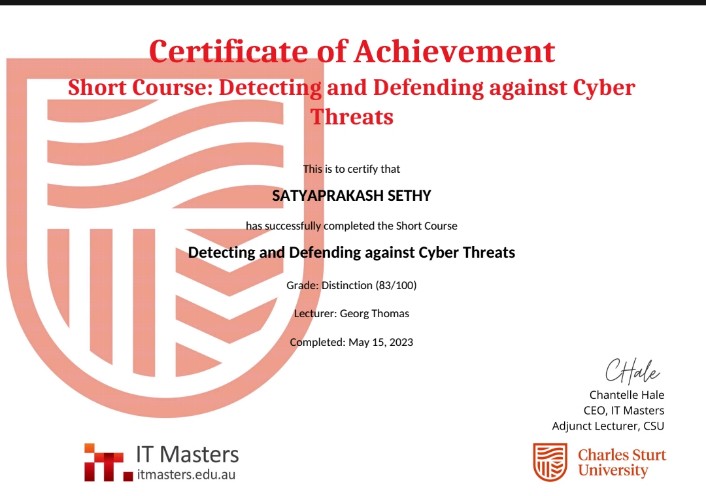 Certificate of Achievement
Short Course: Detecting and Defending against Cyber
Threats
This is to certify that
SATYAPRAKASH SETHY
has successfully completed the Short Course
Detecting and Defending against Cyber Threats
Grade: Distinction (83/100)
Lecturer: Georg Thomas
Completed: May 15, 2023
CHale
Chantelle Hale
CEO, IT Masters
Adjunct Lecturer, CSU
IT Masters
itmasters.edu.au
Charles Sturt
University